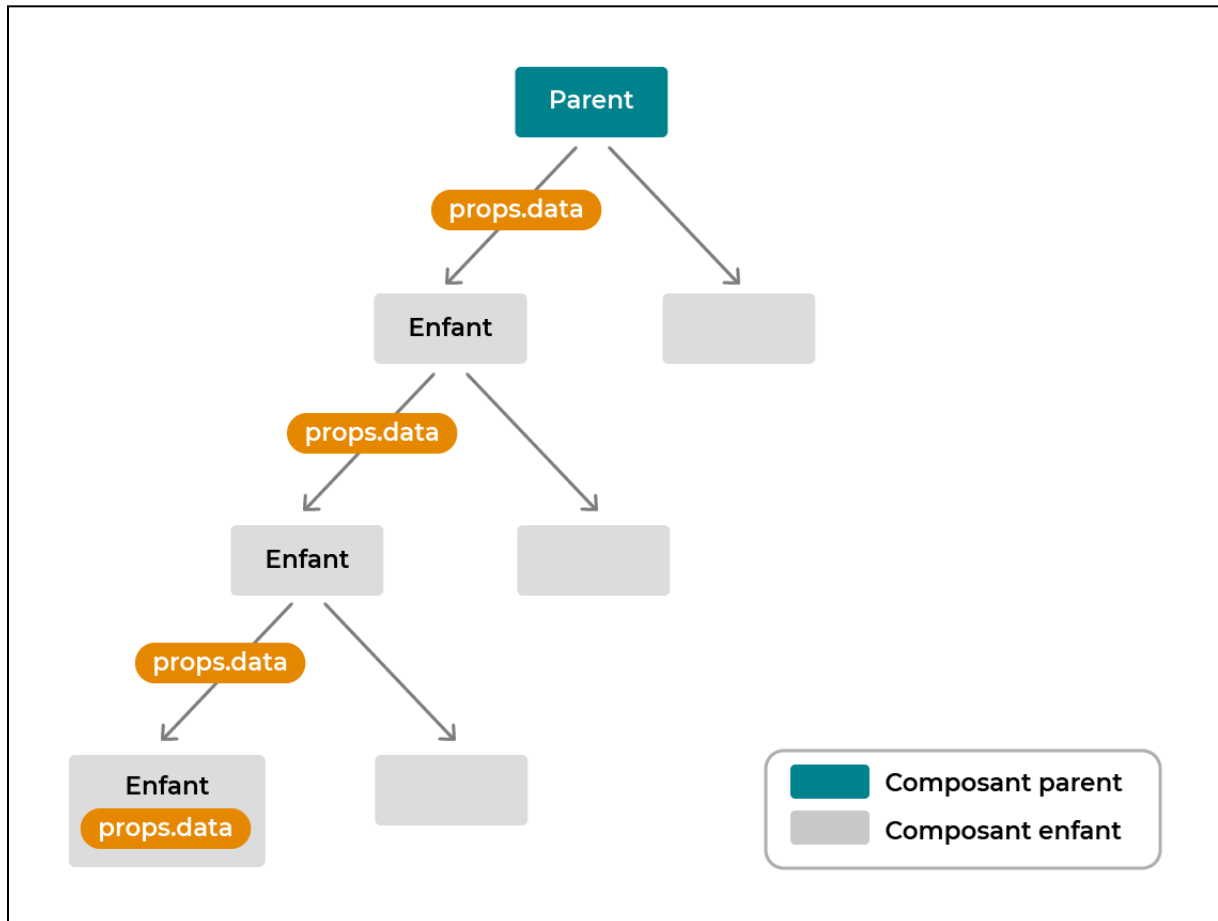 Parent
props.data
Enfant
props.data
Enfant
props.data
Enfant
props.data
Composant parent
Composant enfant